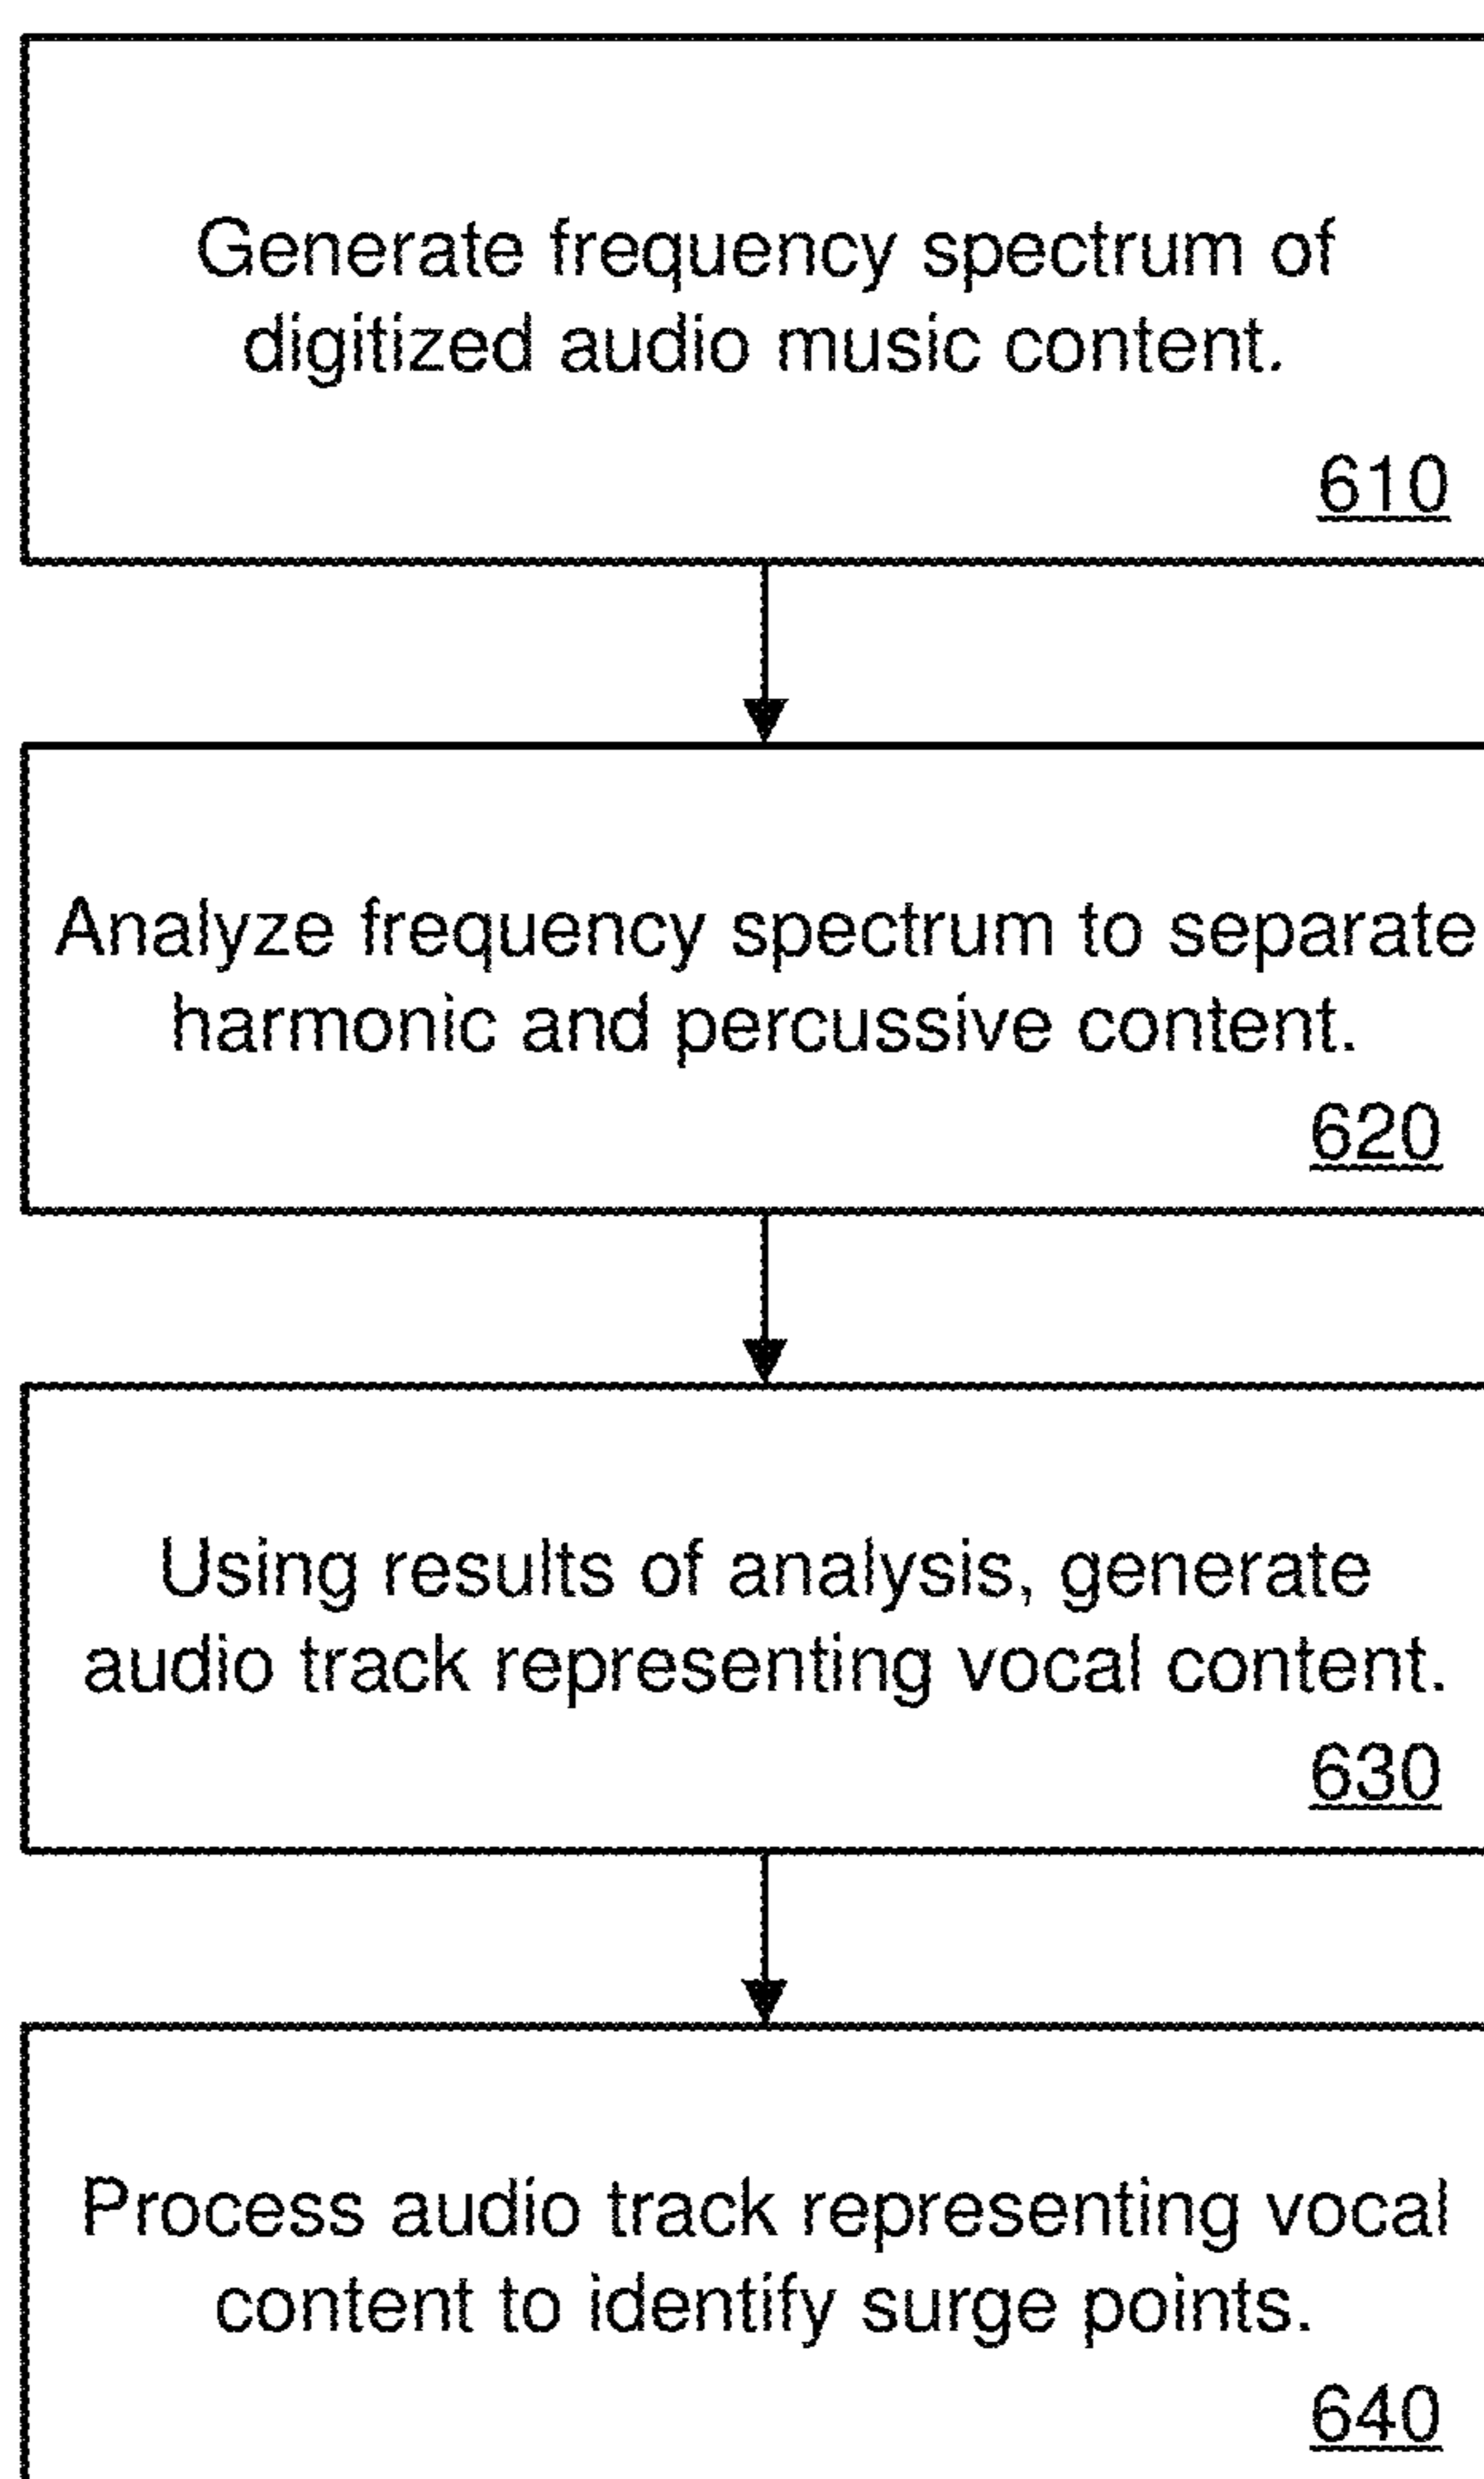 Generate frequency spectrum of
digitized audio music content.
610
Analyze frequency spectrum to separate
harmonic and percussive content.
620
Using results of analysis, generate
audio track representing vocal content.
630
Process audio track representing vocal
content to identify surge points.
640